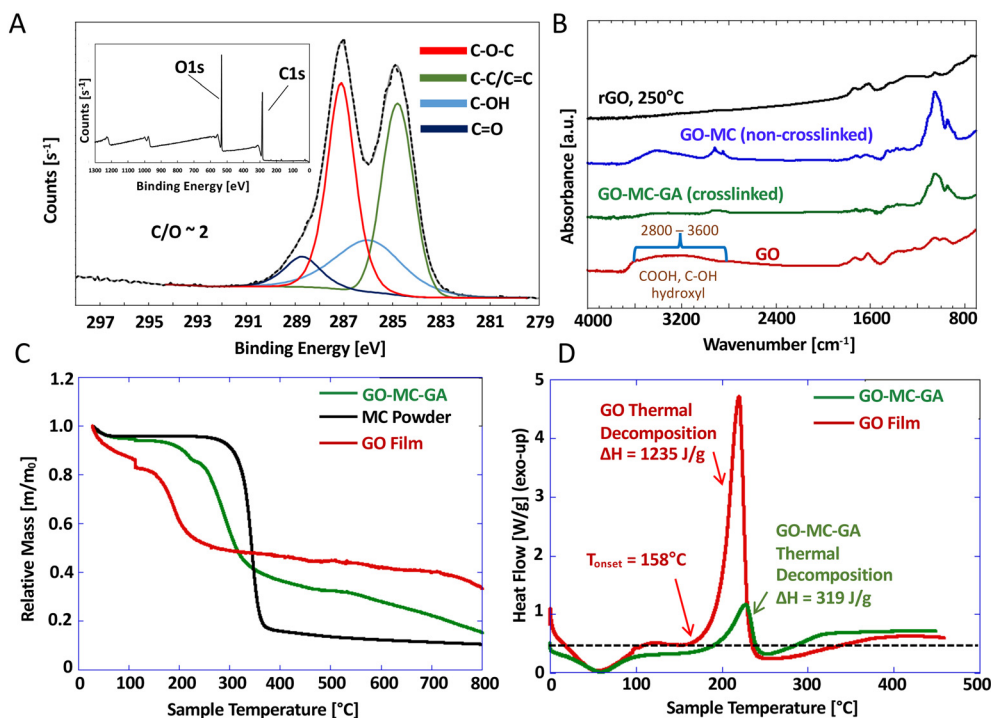 A
O1s
C1s
Counts [s⁻¹]
1300 1200 1100 1000 900 800 700 600 500 400 300 200 100 0
Binding Energy [eV]
C-O-C
C-C/C=C
C-OH
C=O
C/O ~ 2
Counts [s⁻¹]
297 295 293 291 289 287 285 283 281 279
Binding Energy [eV]
B
rGO, 250°C
GO-MC (non-crosslinked)
GO-MC-GA (crosslinked)
2800 – 3600
GO
COOH, C-OH
hydroxyl
Absorbance [a.u.]
4000 3200 2400 1600 800
Wavenumber [cm⁻¹]
C
GO-MC-GA
MC Powder
GO Film
Relative Mass [m/m₀]
1.2
1.0
0.8
0.6
0.4
0.2
0
0 100 200 300 400 500 600 700 800
Sample Temperature [°C]
D
GO-MC-GA
GO Film
GO Thermal
Decomposition
ΔH = 1235 J/g
Tonset = 158°C
GO-MC-GA
Thermal
Decomposition
ΔH = 319 J/g
Heat Flow [W/g] (exo-up)
5
4
3
2
1
0
0 100 200 300 400 500
Sample Temperature [°C]